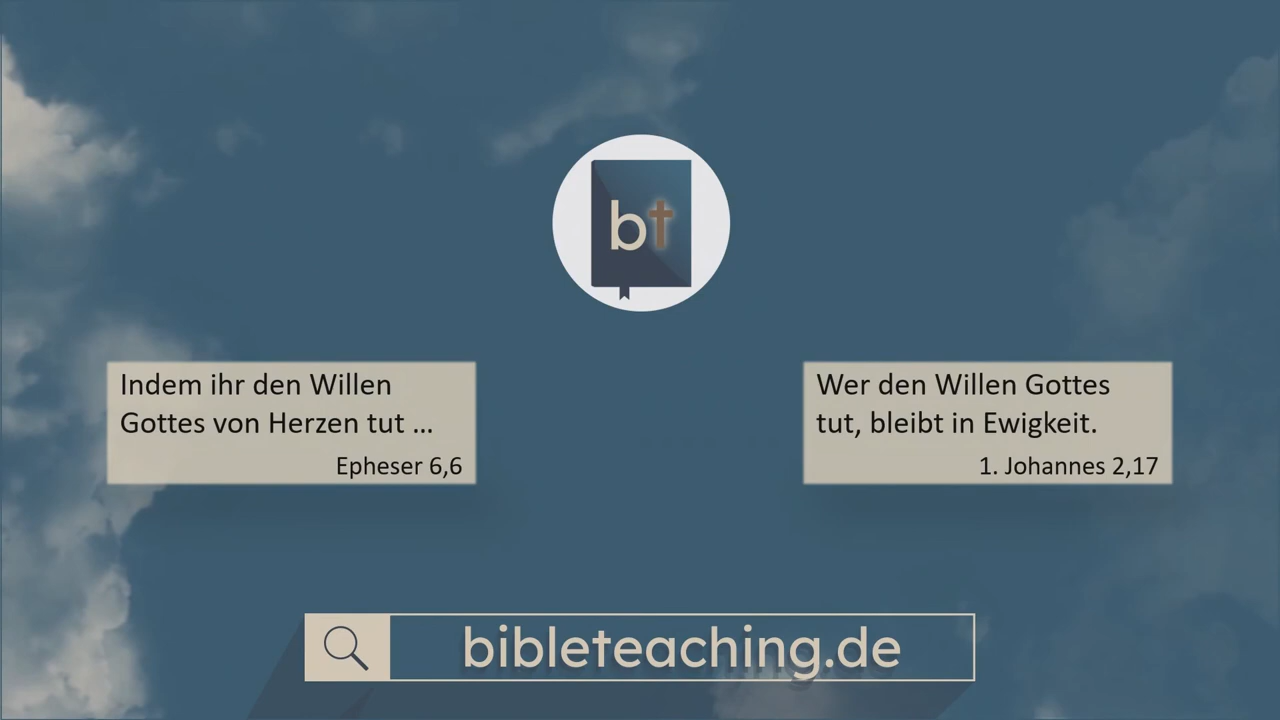 bt
Indem ihr den Willen
Gottes von Herzen tut ...
Epheser 6,6
Wer den Willen Gottes
tut, bleibt in Ewigkeit.
1. Johannes 2,17
bibleteaching.de